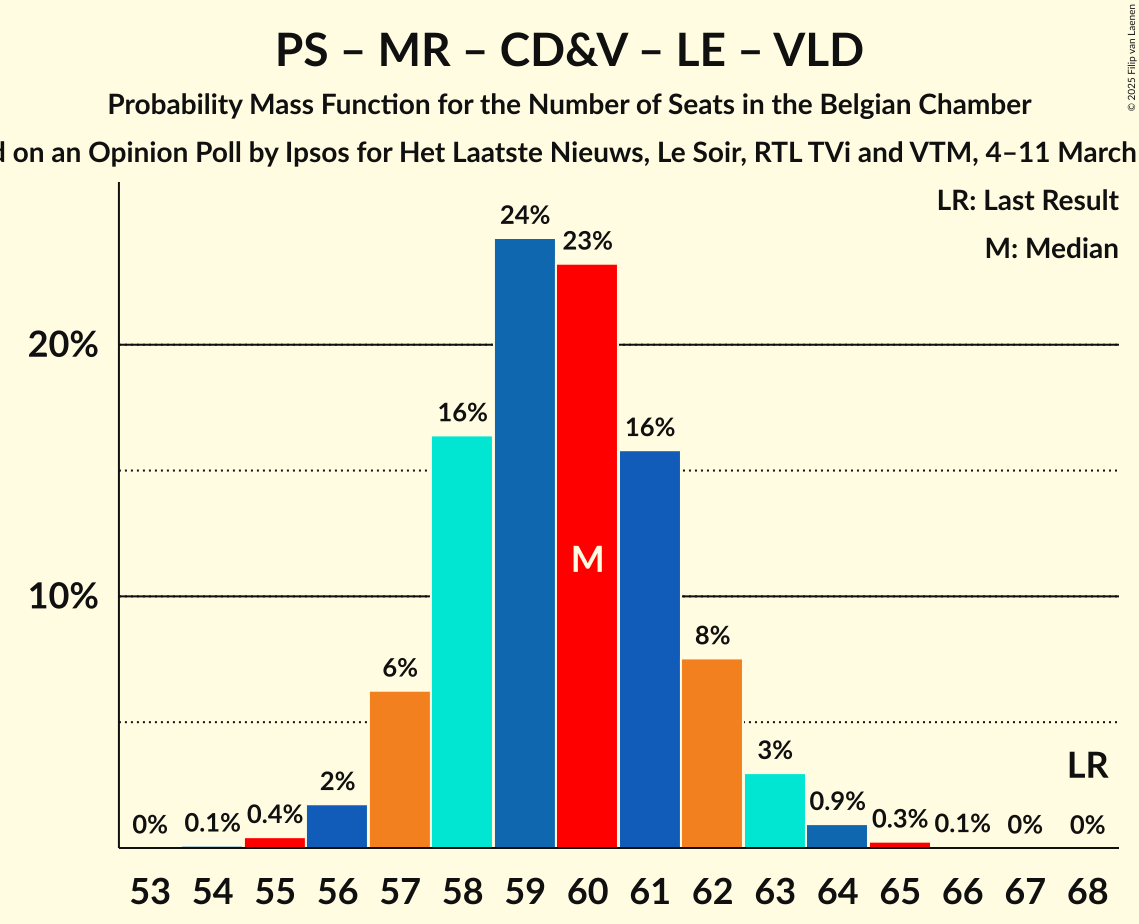 PS – MR – CD&V – LE – VLD
Probability Mass Function for the Number of Seats in the Belgian Chamber
on an Opinion Poll by Ipsos for Het Laatste Nieuws, Le Soir, RTL TVi and VTM, 4–11 March
© 2025 Filip van Laenen
LR: Last Result
M: Median
20%
10%
0% 0.1% 0.4% 2% 6% 16% 24% 23% 16% 8% 3% 0.9% 0.3% 0.1% 0% 0%
M
LR
53 54 55 56 57 58 59 60 61 62 63 64 65 66 67 68